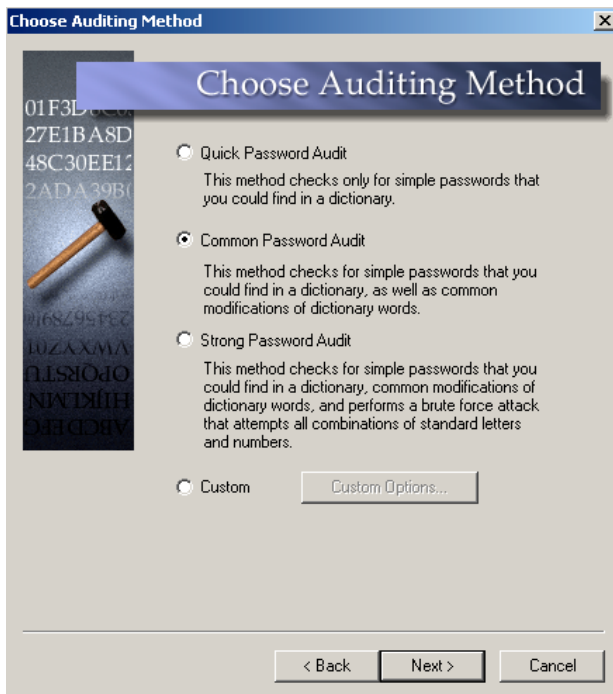 Choose Auditing Method
Choose Auditing Method
01F3D
27E1BA8D
48C30EE12
2ADA39B
Quick Password Audit
This method checks only for simple passwords that
you could find in a dictionary.
Common Password Audit
This method checks for simple passwords that you
could find in a dictionary, as well as common
modifications of dictionary words.
Strong Password Audit
This method checks for simple passwords that you
could find in a dictionary, common modifications of
dictionary words, and performs a brute force attack
that attempts all combinations of standard letters
and numbers.
Custom
Custom Options...
< Back
Next >
Cancel